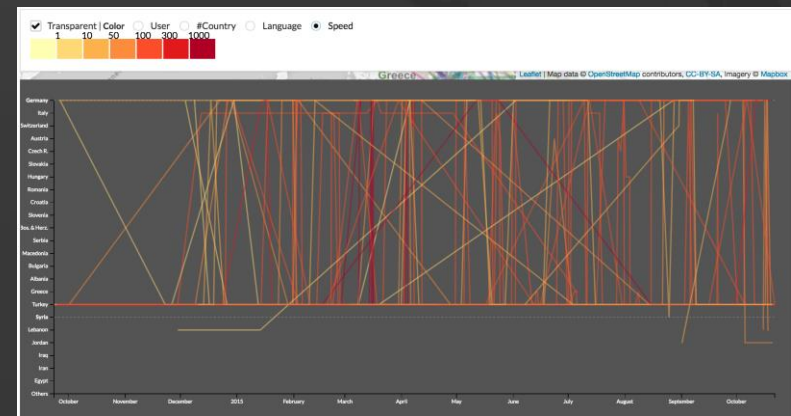 Transparent | Color User #Country Language Speed
1 10 50 100 300 1000
Greece
Leaflet | Map data © OpenStreetMap contributors, CC-BY-SA, Imagery © Mapbox
Germany
Italy
Switzerland
Austria
Czech R.
Slovakia
Hungary
Romania
Croatia
Slovenia
Bos. & Herz.
Serbia
Macedonia
Bulgaria
Albania
Greece
Turkey
Syria
Lebanon
Jordan
Iraq
Iran
Egypt
Others
October November December 2015 February March April May June July August September October